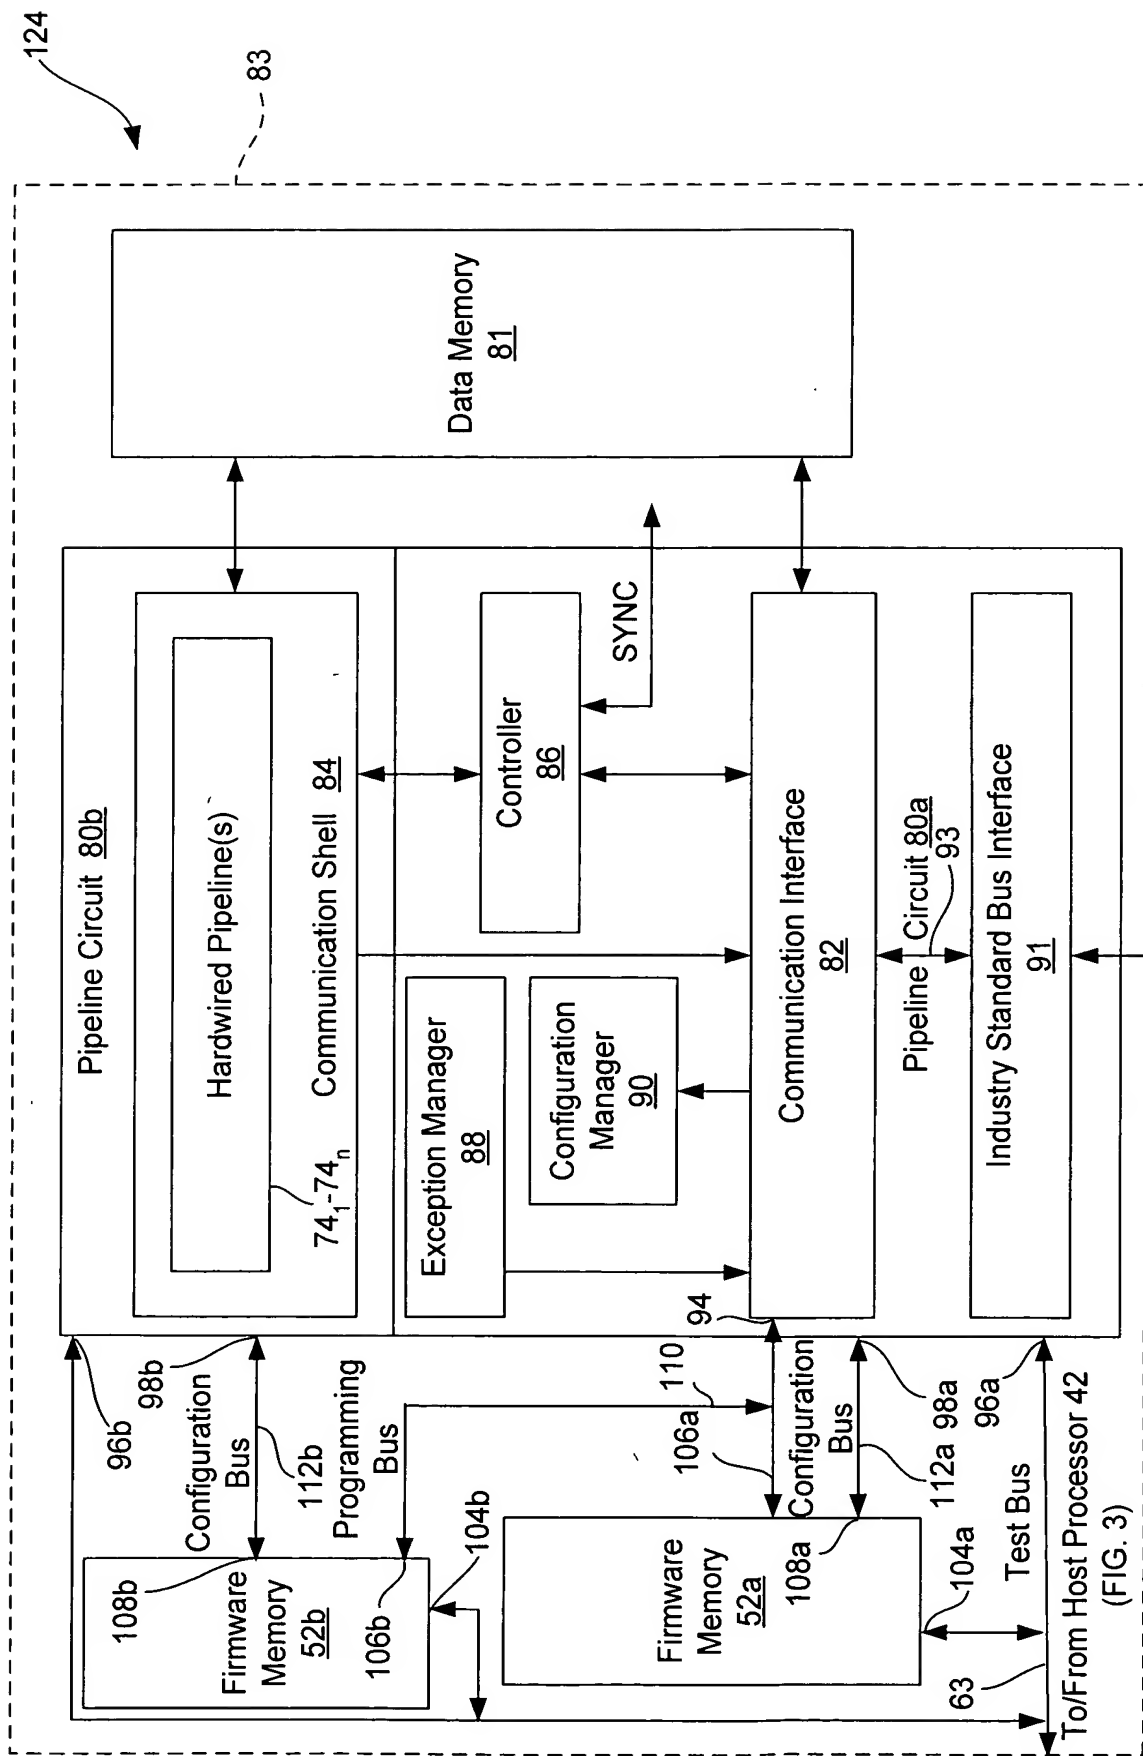 124
83
Data Memory
81
Pipeline Circuit 80b
Hardwired Pipeline(s)
Communication Shell 84
74₁-74ₙ
Controller
86
SYNC
Exception Manager
88
Configuration
Manager
90
Communication Interface
82
Pipeline Circuit 80a
93
Industry Standard Bus Interface
91
94
96b
98b
Configuration
Bus
112b
Programming
Bus
110
106a
Configuration
Bus
98a
96a
112a
108b
Firmware
Memory
52b
106b
104b
Firmware
Memory
52a
108a
104a
Test Bus
63
To/From Host Processor 42
(FIG. 3)